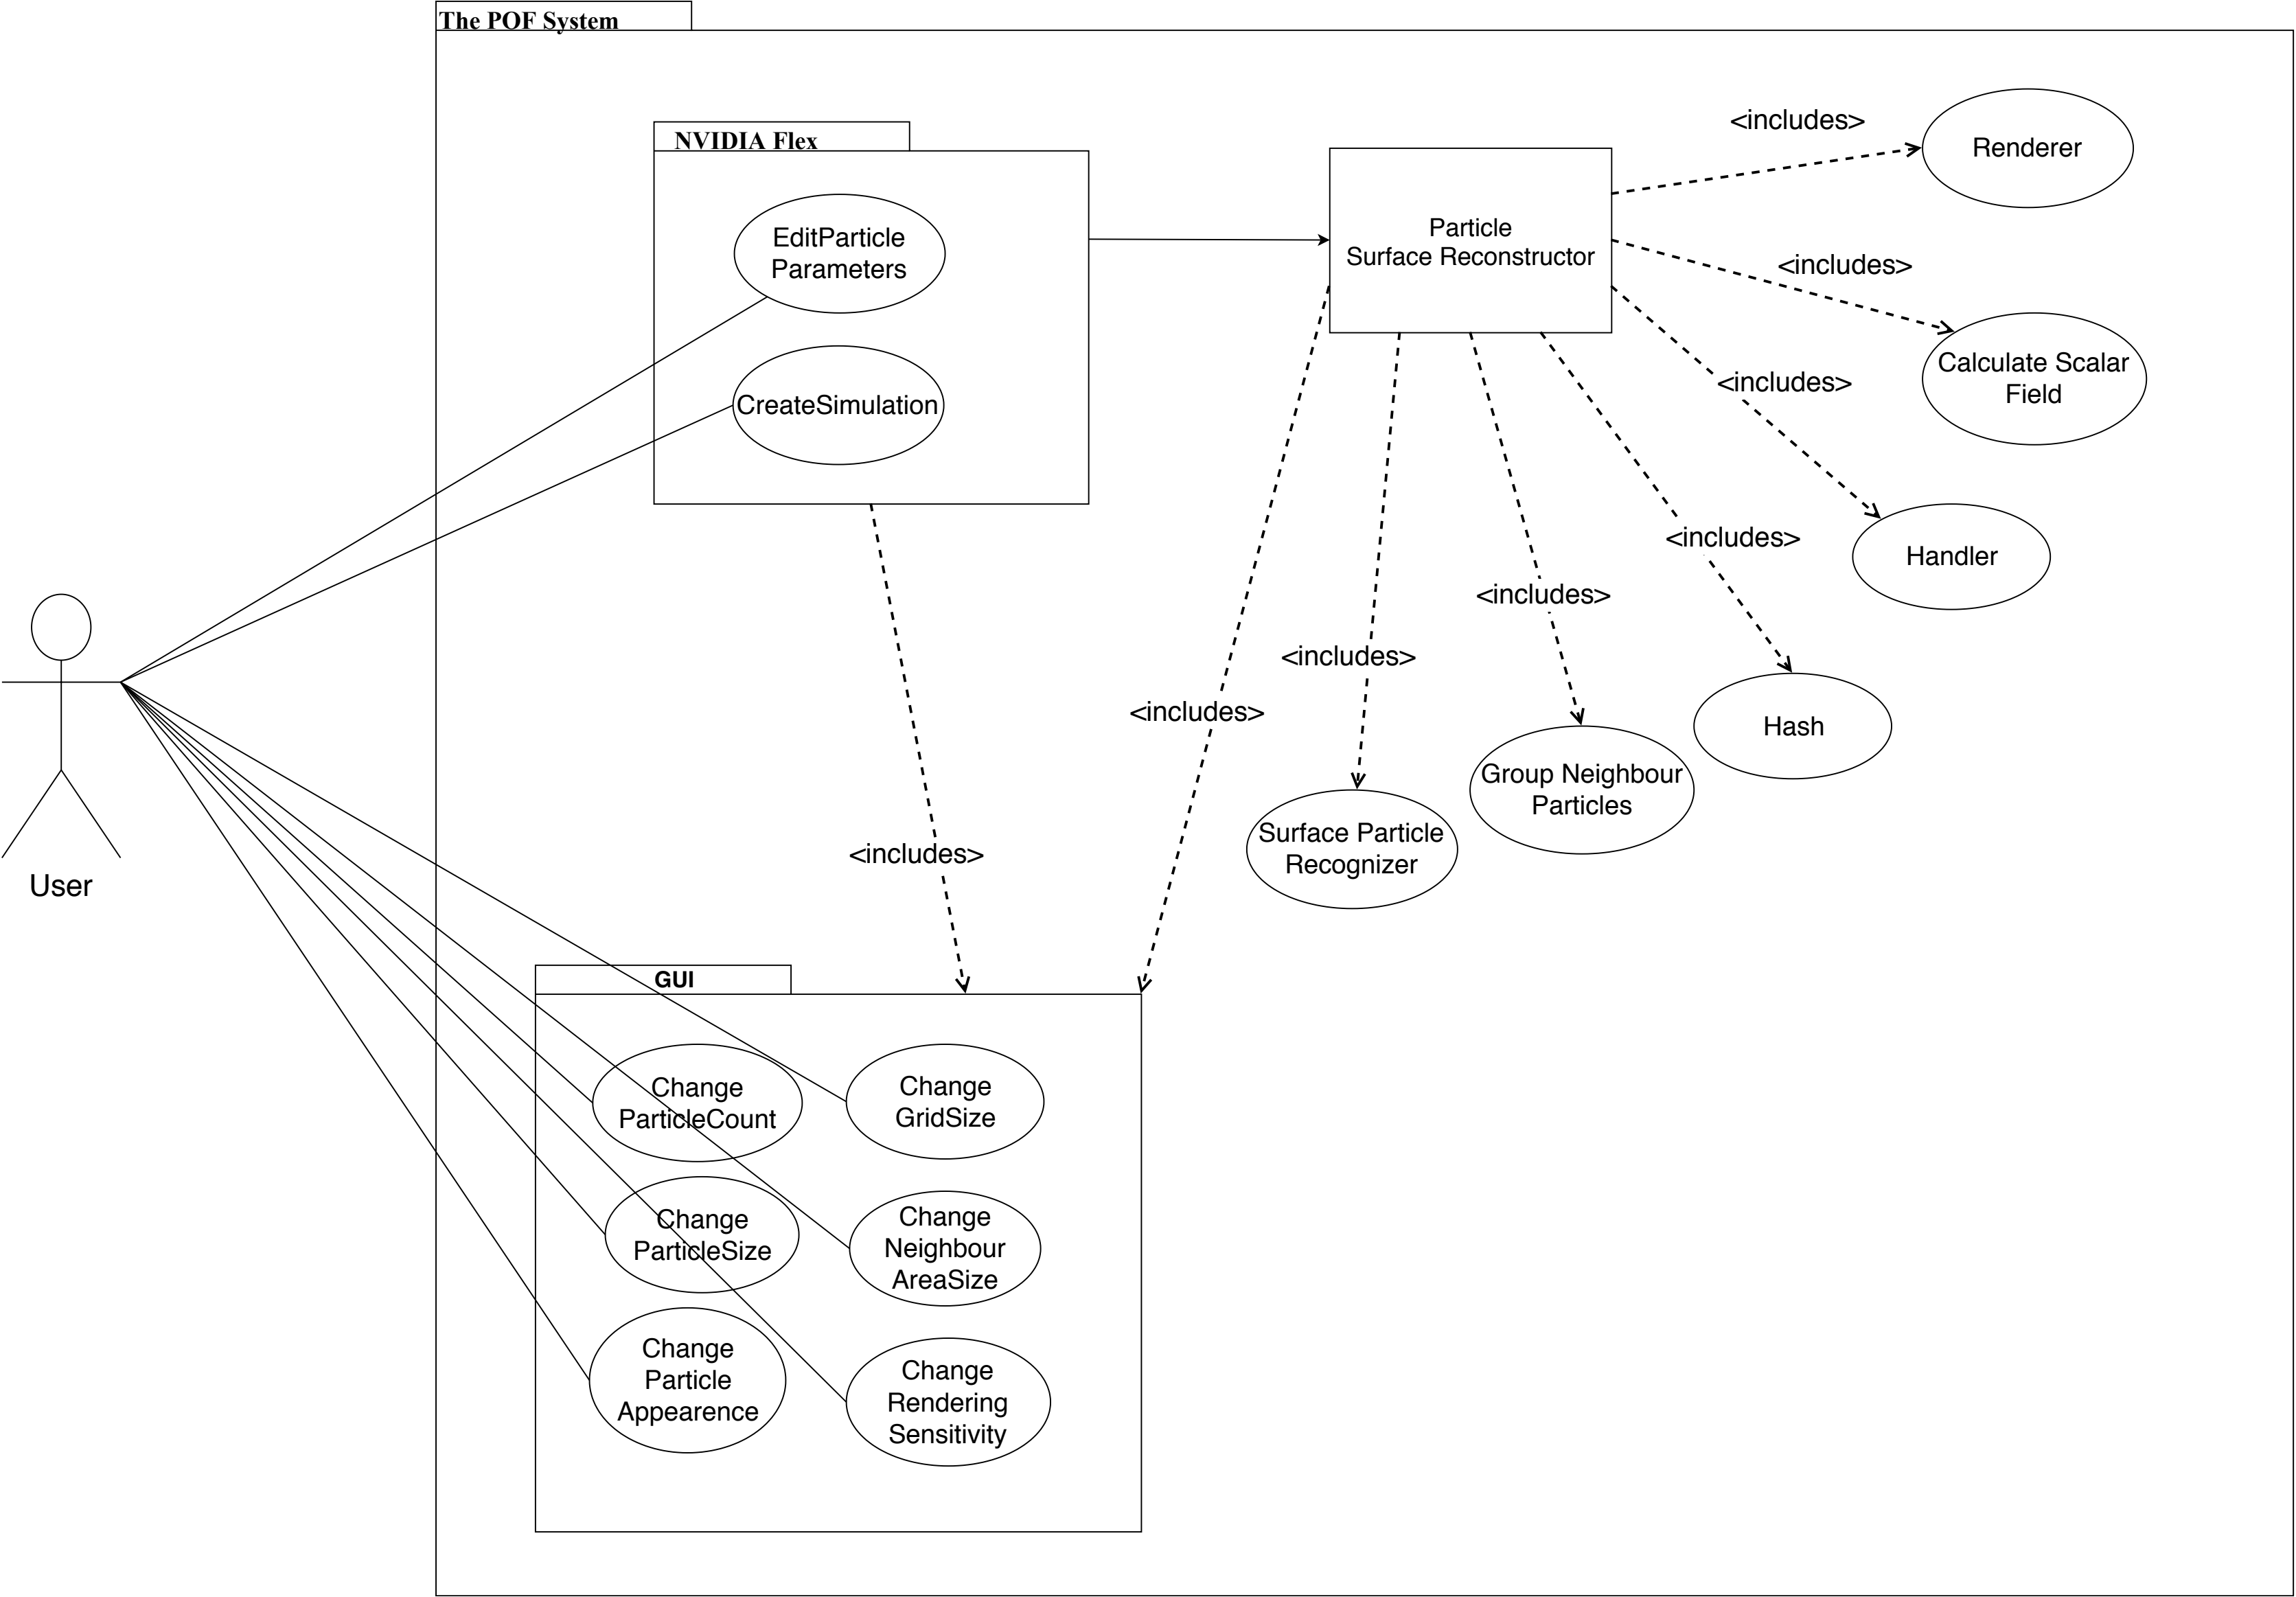 The POF System
NVIDIA Flex
EditParticle
Parameters
CreateSimulation
Particle
Surface Reconstructor
<includes>
Renderer
<includes>
Calculate Scalar
Field
<includes>
Handler
<includes>
Hash
<includes>
Group Neighbour
Particles
<includes>
Surface Particle
Recognizer
<includes>
<includes>
User
GUI
Change
ParticleCount
Change
GridSize
Change
ParticleSize
Change
Neighbour
AreaSize
Change
Particle
Appearence
Change
Rendering
Sensitivity